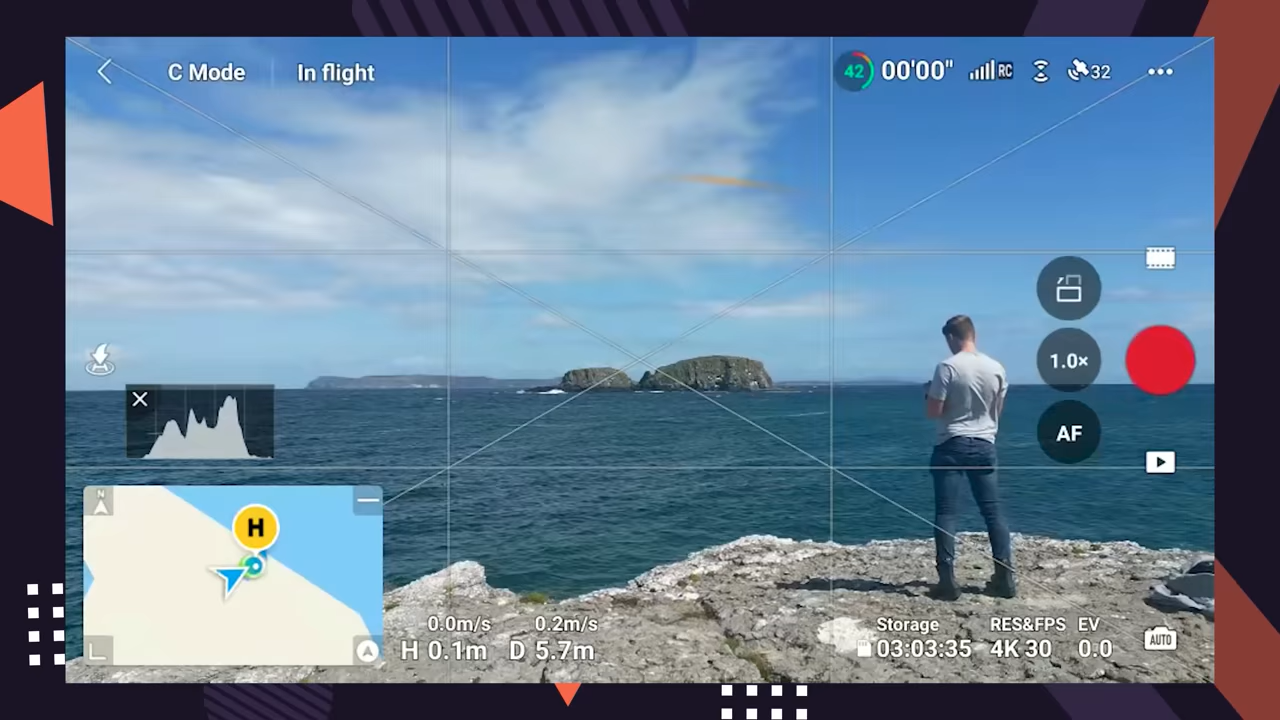 C Mode
In flight
42
00'00"
RC
32
1.0×
AF
N
H
0.0m/s
0.2m/s
H 0.1m
D 5.7m
Storage
RES&FPS
EV
03:03:35
4K 30
0.0
AUTO